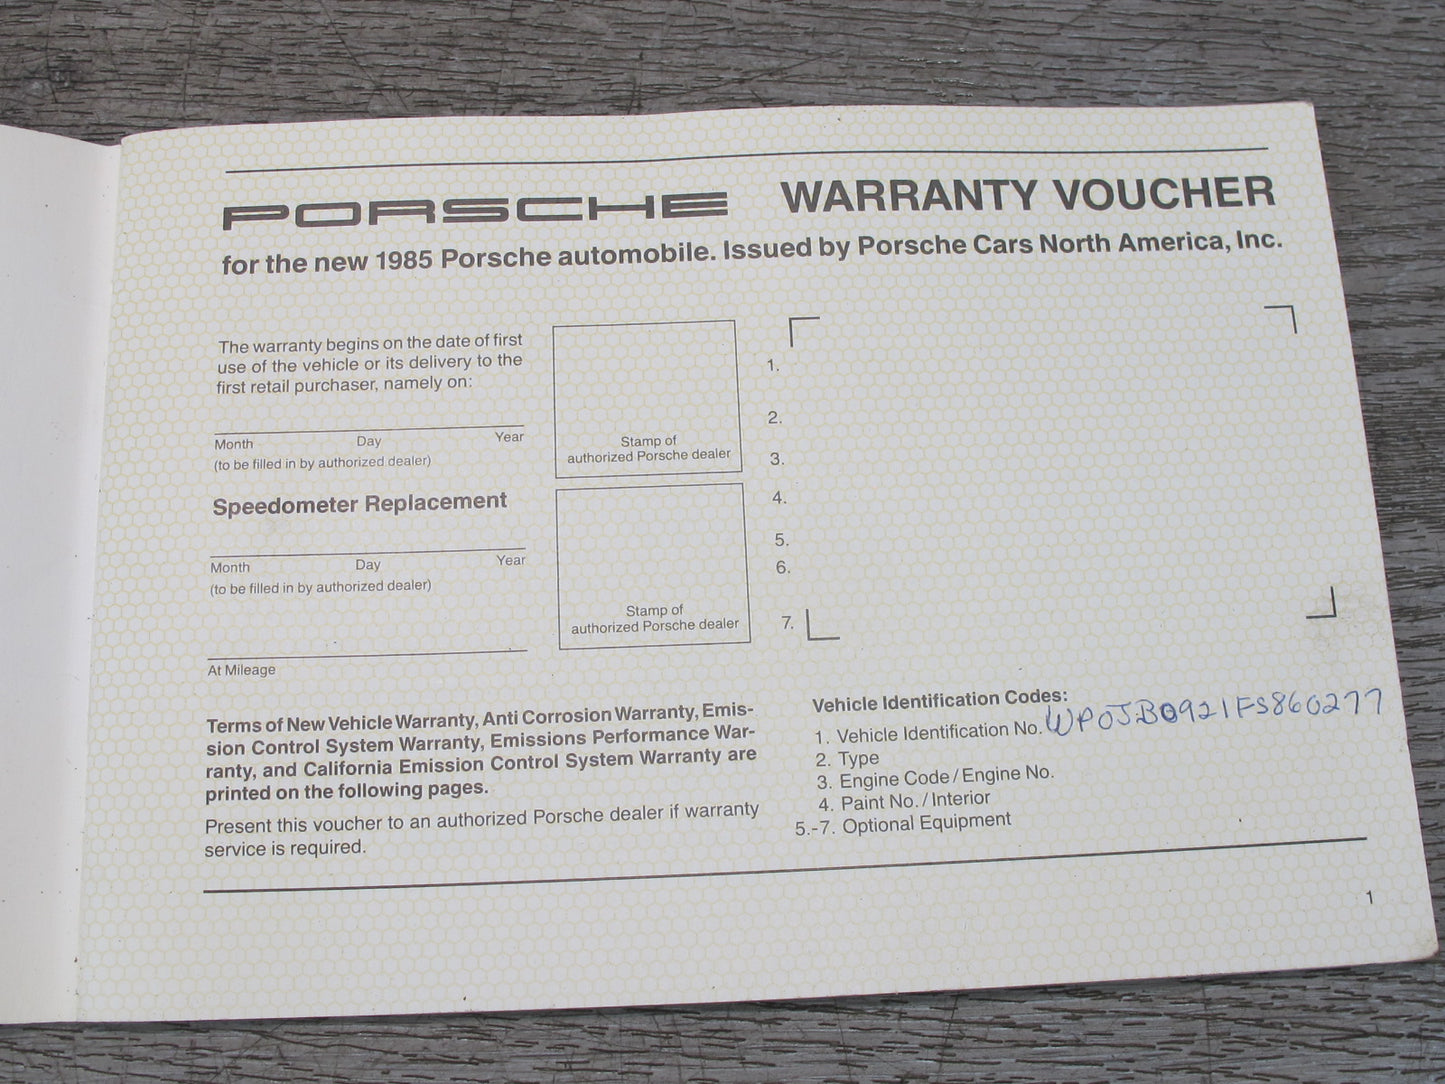 PORSCHE WARRANTY VOUCHER
for the new 1985 Porsche automobile. Issued by Porsche Cars North America, Inc.
The warranty begins on the date of first
use of the vehicle or its delivery to the
first retail purchaser, namely on:
Month Day Year
(to be filled in by authorized dealer)
Stamp of
authorized Porsche dealer
Speedometer Replacement
Month Day Year
(to be filled in by authorized dealer)
At Mileage
Stamp of
authorized Porsche dealer
1.
2.
3.
4.
5.
6.
7.
Terms of New Vehicle Warranty, Anti Corrosion Warranty, Emis-
sion Control System Warranty, Emissions Performance War-
ranty, and California Emission Control System Warranty are
printed on the following pages.
Present this voucher to an authorized Porsche dealer if warranty
service is required.
Vehicle Identification Codes:
1. Vehicle Identification No. WP0JB0921FS860277
2. Type
3. Engine Code / Engine No.
4. Paint No. / Interior
5.-7. Optional Equipment
1